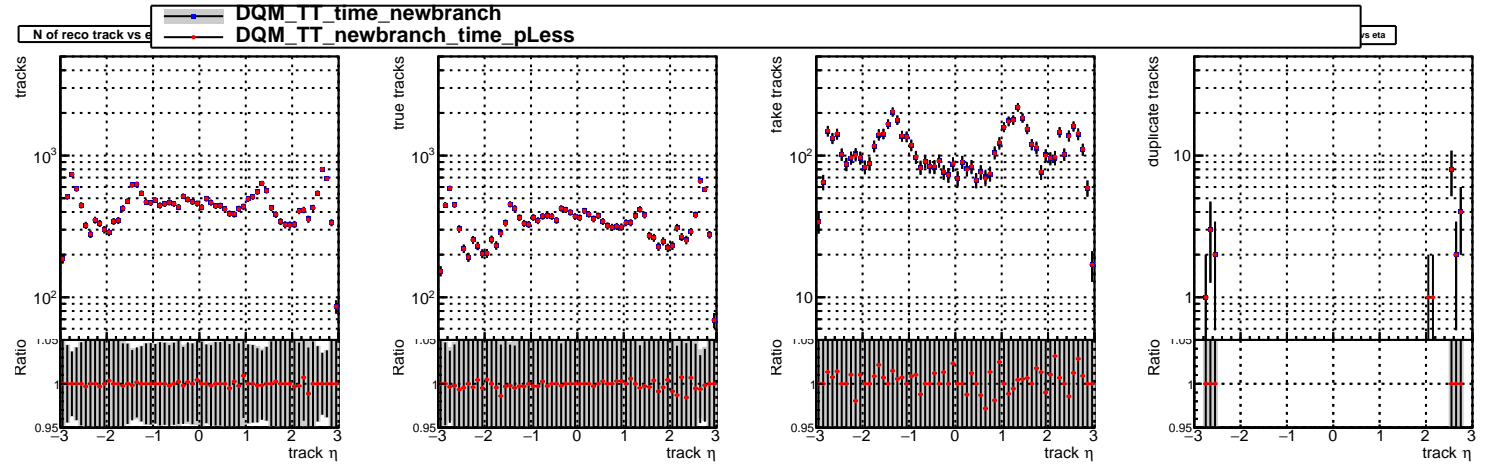 DQM_TT_time_newbranch
DQM_TT_newbranch_time_pLess
N of reco track vs e
vs eta
tracks
10³
10²
Ratio
1.05
1
0.95
−3 −2 −1 0 1 2 3
track η
true tracks
10³
10²
Ratio
1.05
1
0.95
−3 −2 −1 0 1 2 3
track η
fake tracks
10²
10
Ratio
1.05
1
0.95
−3 −2 −1 0 1 2 3
track η
duplicate tracks
10
1
Ratio
1.05
1
0.95
−3 −2 −1 0 1 2 3
track η